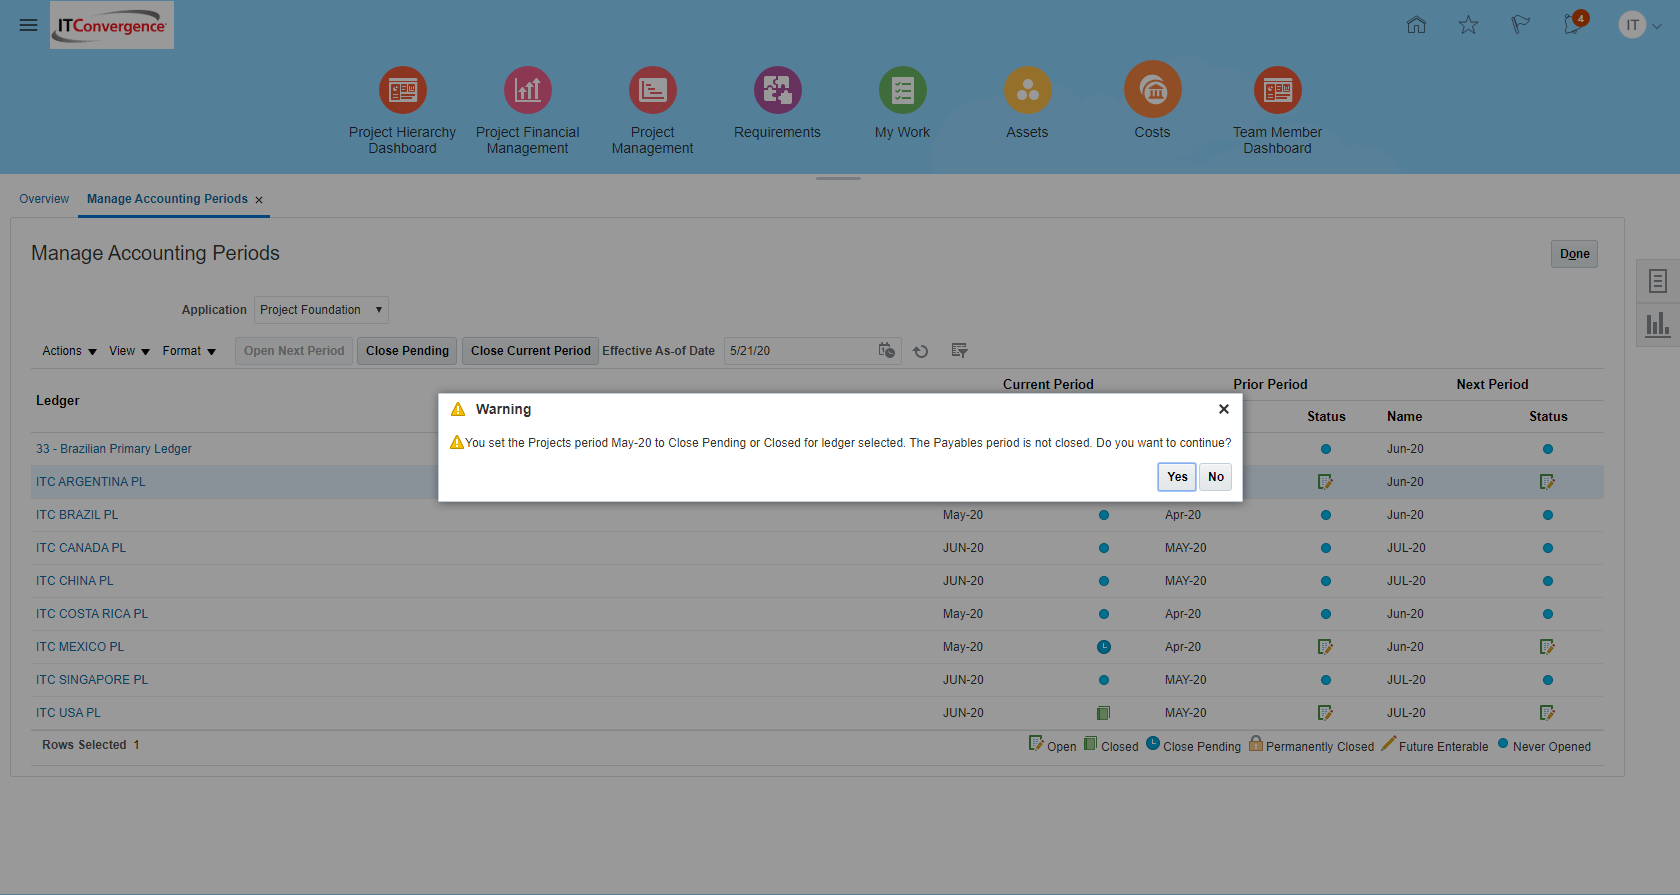 ITConvergence
4
IT
Project Hierarchy Dashboard
Project Financial Management
Project Management
Requirements
My Work
Assets
Costs
Team Member Dashboard
Overview
Manage Accounting Periods ×
Manage Accounting Periods
Done
Application Project Foundation
Actions View Format Open Next Period Close Pending Close Current Period Effective As-of Date 5/21/20
Current Period Prior Period Next Period
Ledger
Status Name Status
Warning
You set the Projects period May-20 to Close Pending or Closed for ledger selected. The Payables period is not closed. Do you want to continue?
Yes No
33 - Brazilian Primary Ledger Jun-20
ITC ARGENTINA PL Jun-20
ITC BRAZIL PL May-20 Apr-20 Jun-20
ITC CANADA PL JUN-20 MAY-20 JUL-20
ITC CHINA PL JUN-20 MAY-20 JUL-20
ITC COSTA RICA PL May-20 Apr-20 Jun-20
ITC MEXICO PL May-20 Apr-20 Jun-20
ITC SINGAPORE PL JUN-20 MAY-20 JUL-20
ITC USA PL JUN-20 MAY-20 JUL-20
Rows Selected 1
Open Closed Close Pending Permanently Closed Future Enterable Never Opened